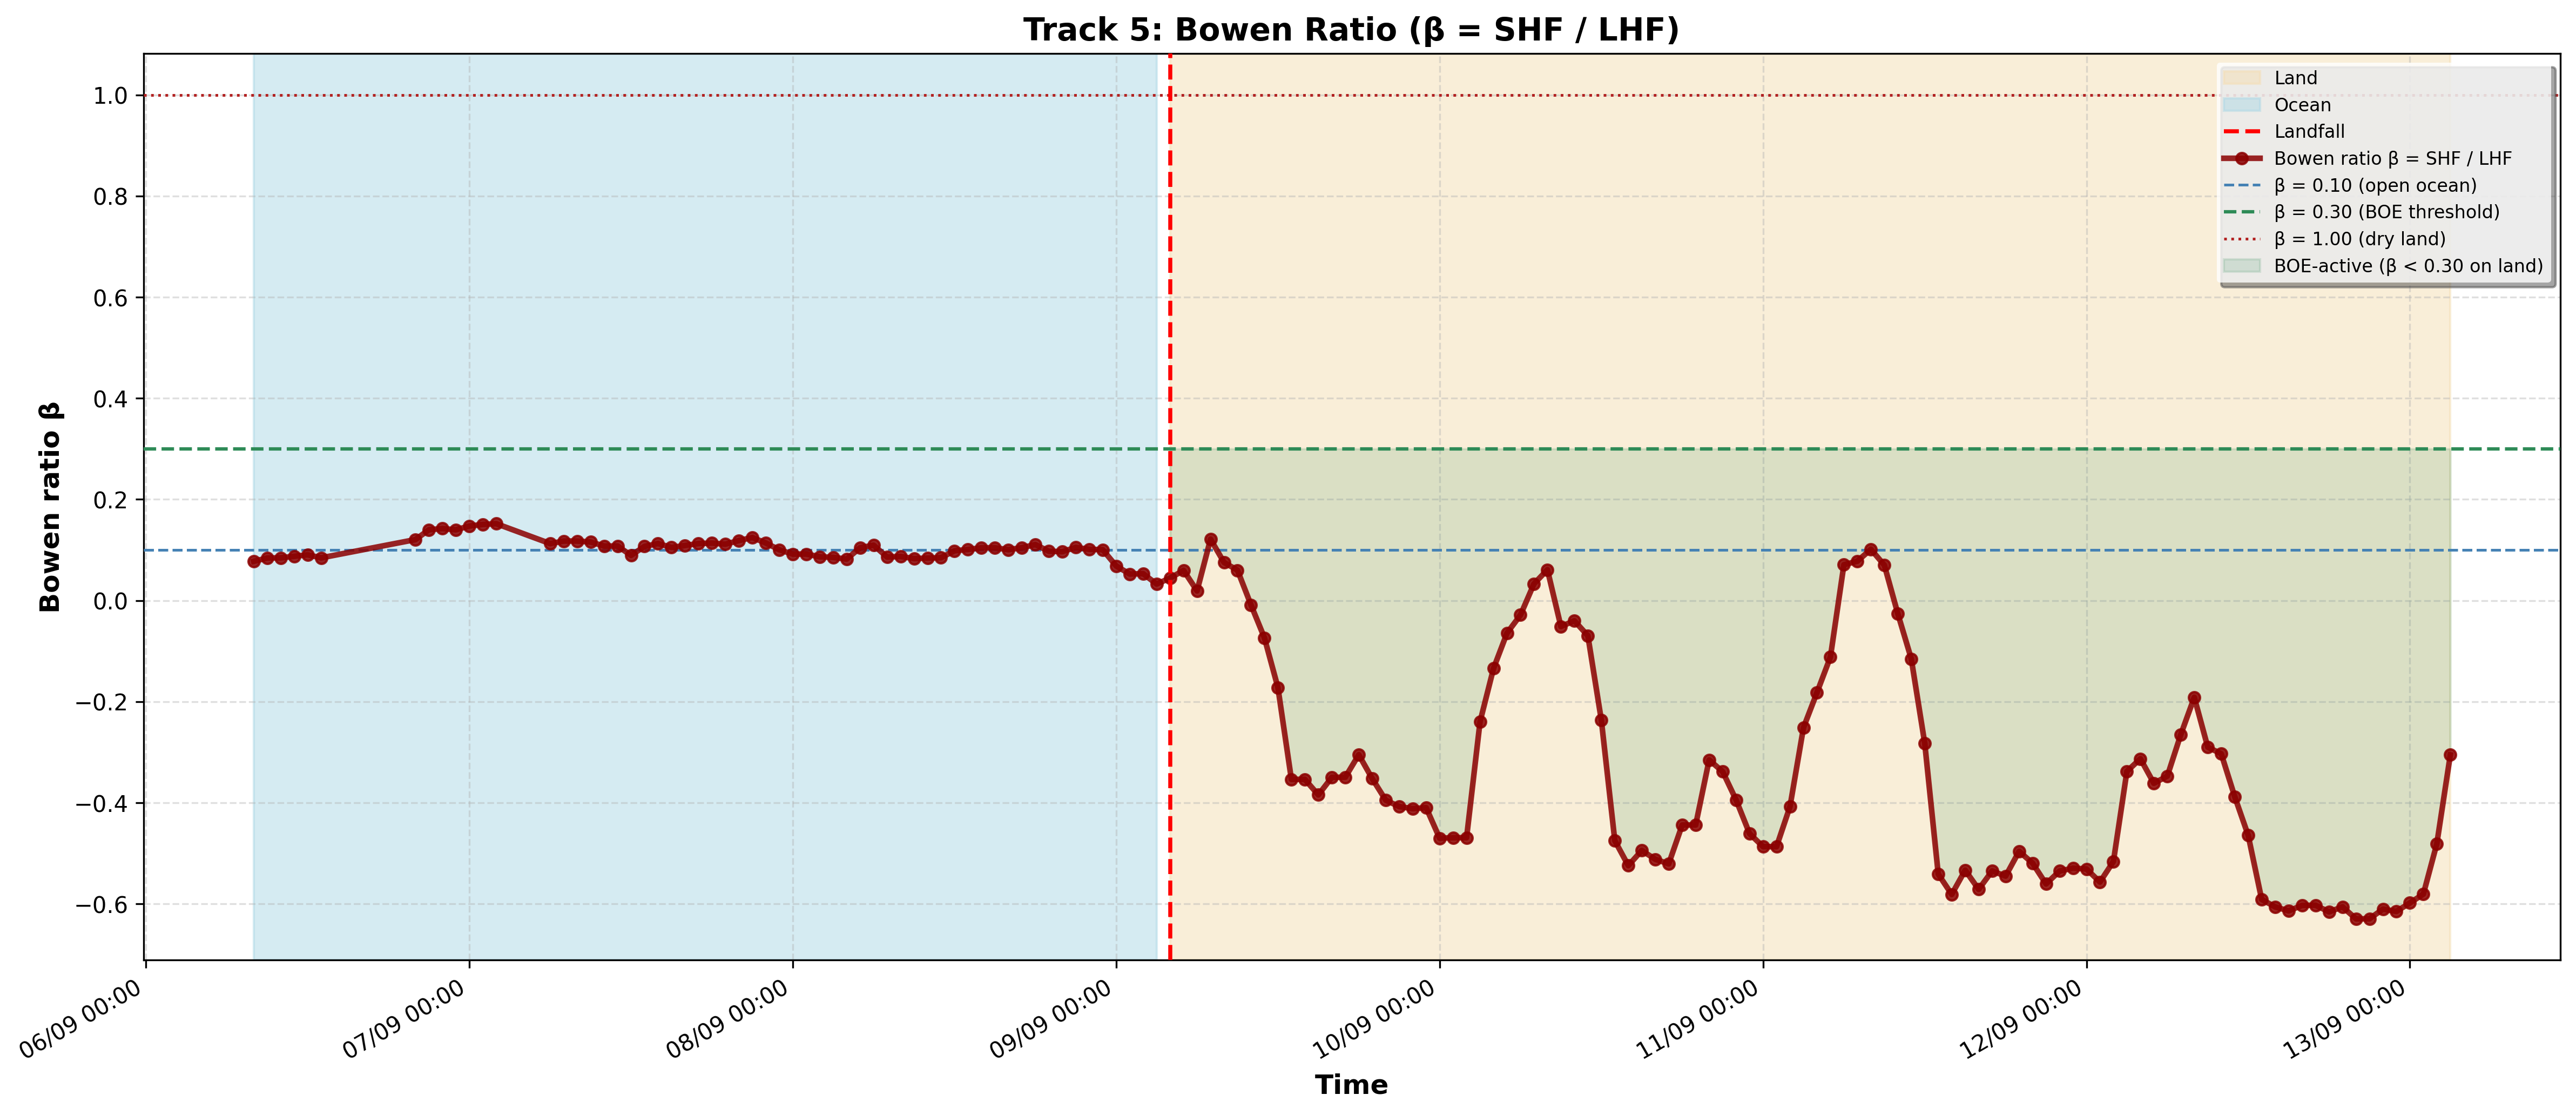 Track 5: Bowen Ratio (β = SHF / LHF)
Land
Ocean
Landfall
Bowen ratio β = SHF / LHF
β = 0.10 (open ocean)
β = 0.30 (BOE threshold)
β = 1.00 (dry land)
BOE-active (β < 0.30 on land)
Bowen ratio β
1.0
0.8
0.6
0.4
0.2
0.0
−0.2
−0.4
−0.6
06/09 00:00
07/09 00:00
08/09 00:00
09/09 00:00
10/09 00:00
11/09 00:00
12/09 00:00
13/09 00:00
Time